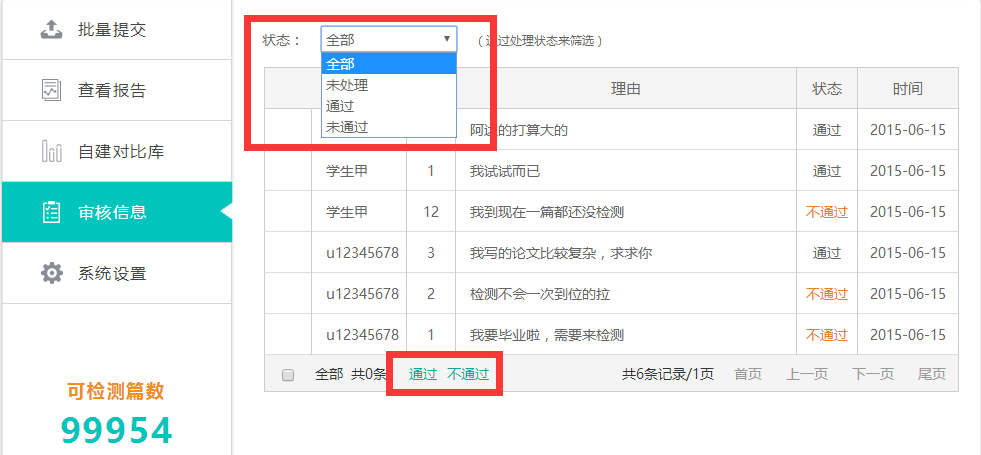 批量提交
查看报告
自建对比库
审核信息
系统设置
可检测篇数
99954
状态： 全部 （通过处理状态来筛选）
全部
未处理
通过
未通过
理由 状态 时间
阿达的打算大的 通过 2015-06-15
学生甲 1 我试试而已 通过 2015-06-15
学生甲 12 我到现在一篇都还没检测 不通过 2015-06-15
u12345678 3 我写的论文比较复杂，求求你 通过 2015-06-15
u12345678 2 检测不会一次到位的拉 不通过 2015-06-15
u12345678 1 我要毕业啦，需要来检测 不通过 2015-06-15
全部 共0条 通过 不通过 共6条记录/1页 首页 上一页 下一页 尾页